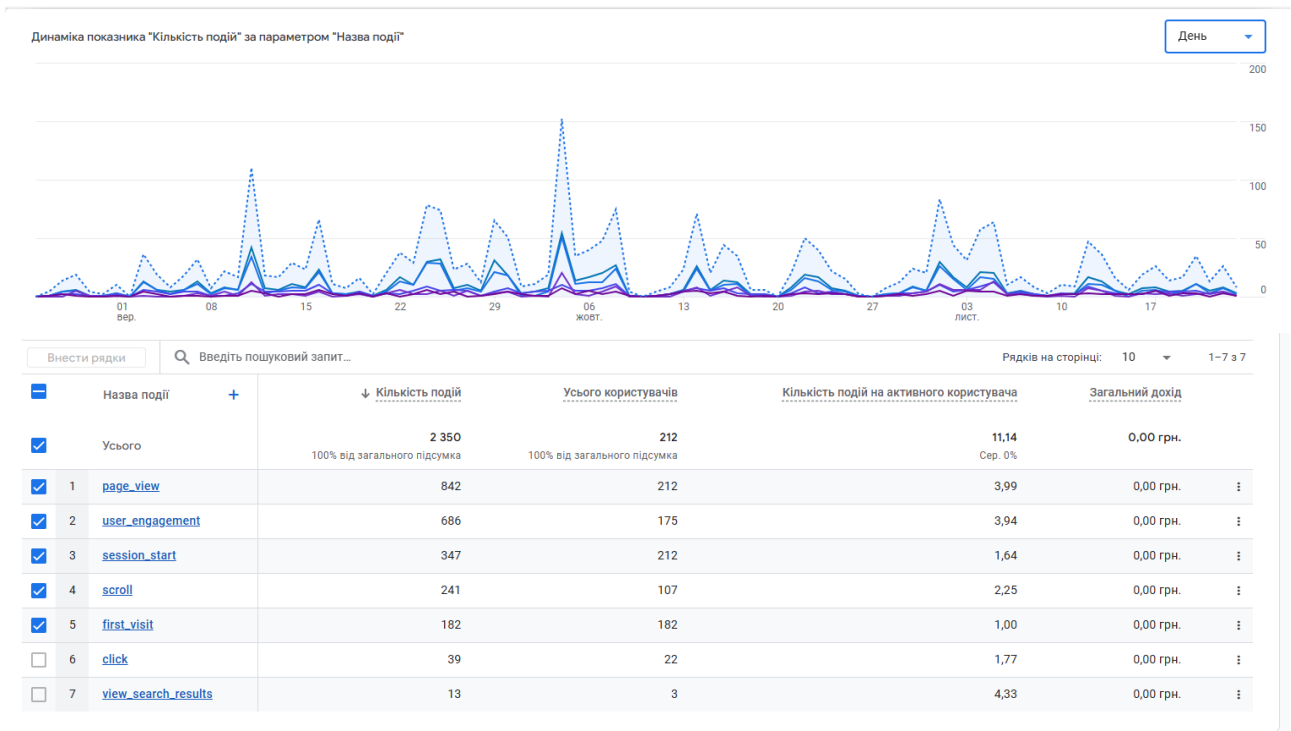 Динаміка показника "Кількість подій" за параметром "Назва події"
День
200
150
100
50
0
01 08 15 22 29 06 13 20 27 03 10 17
вер. жовт. лист.
Внести рядки Введіть пошуковий запит... Рядків на сторінці: 10 1–7 з 7
Назва події + ↓ Кількість подій Усього користувачів Кількість подій на активного користувача Загальний дохід
Усього 2 350 212 11,14 0,00 грн.
100% від загального підсумка 100% від загального підсумка Сер. 0%
1 page_view 842 212 3,99 0,00 грн.
2 user_engagement 686 175 3,94 0,00 грн.
3 session_start 347 212 1,64 0,00 грн.
4 scroll 241 107 2,25 0,00 грн.
5 first_visit 182 182 1,00 0,00 грн.
6 click 39 22 1,77 0,00 грн.
7 view_search_results 13 3 4,33 0,00 грн.